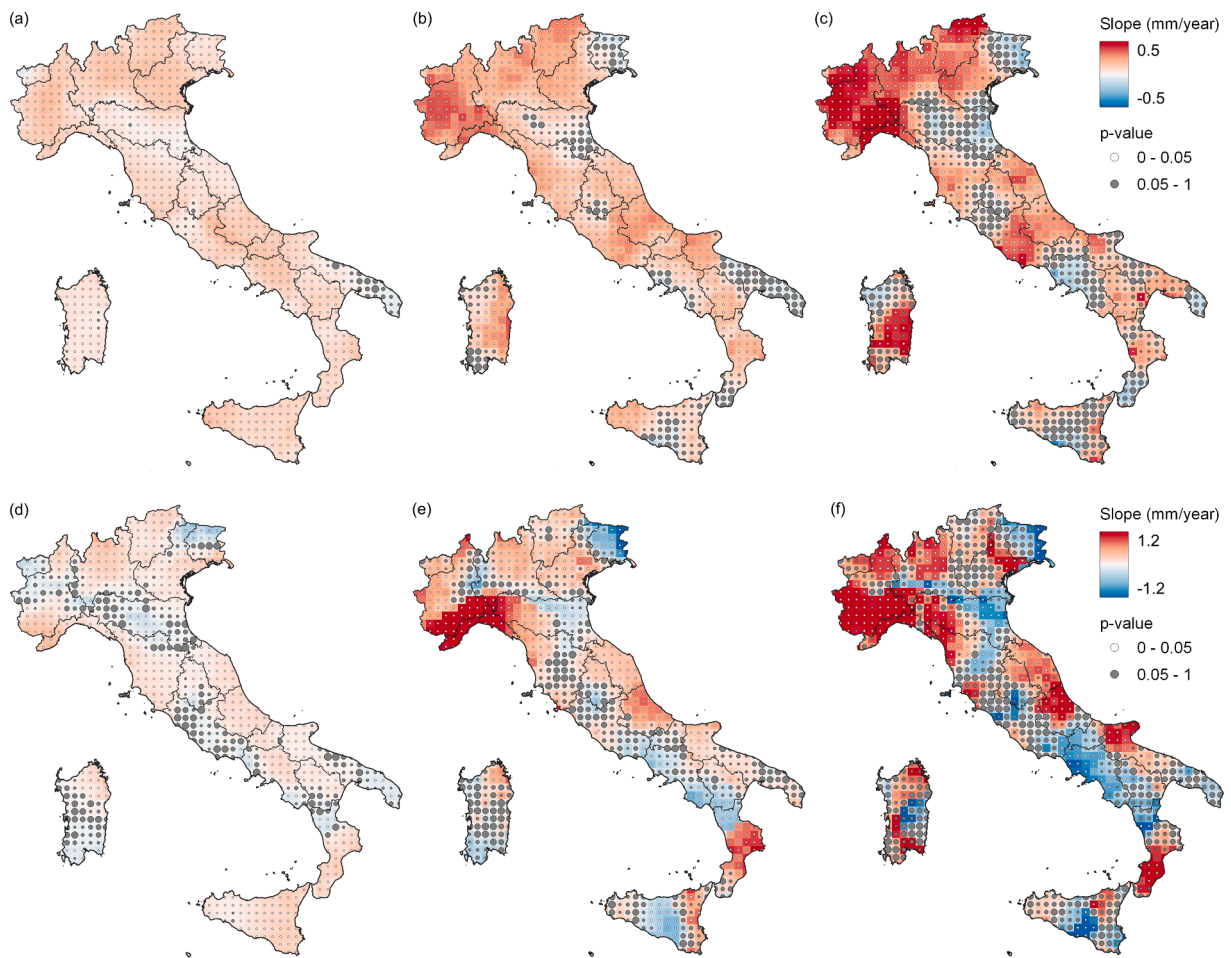 (a)
(b)
(c)
Slope (mm/year)
0.5
-0.5
p-value
0 - 0.05
0.05 - 1
(d)
(e)
(f)
Slope (mm/year)
1.2
-1.2
p-value
0 - 0.05
0.05 - 1